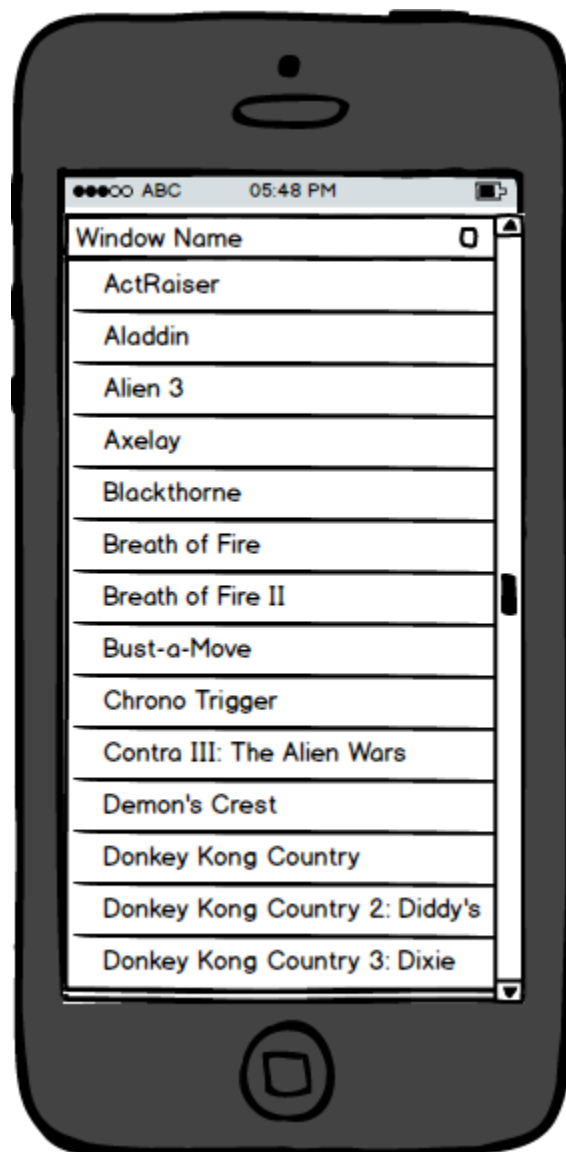 ABC 05:48 PM
Window Name
ActRaiser
Aladdin
Alien 3
Axelay
Blackthorne
Breath of Fire
Breath of Fire II
Bust-a-Move
Chrono Trigger
Contra III: The Alien Wars
Demon's Crest
Donkey Kong Country
Donkey Kong Country 2: Diddy's
Donkey Kong Country 3: Dixie